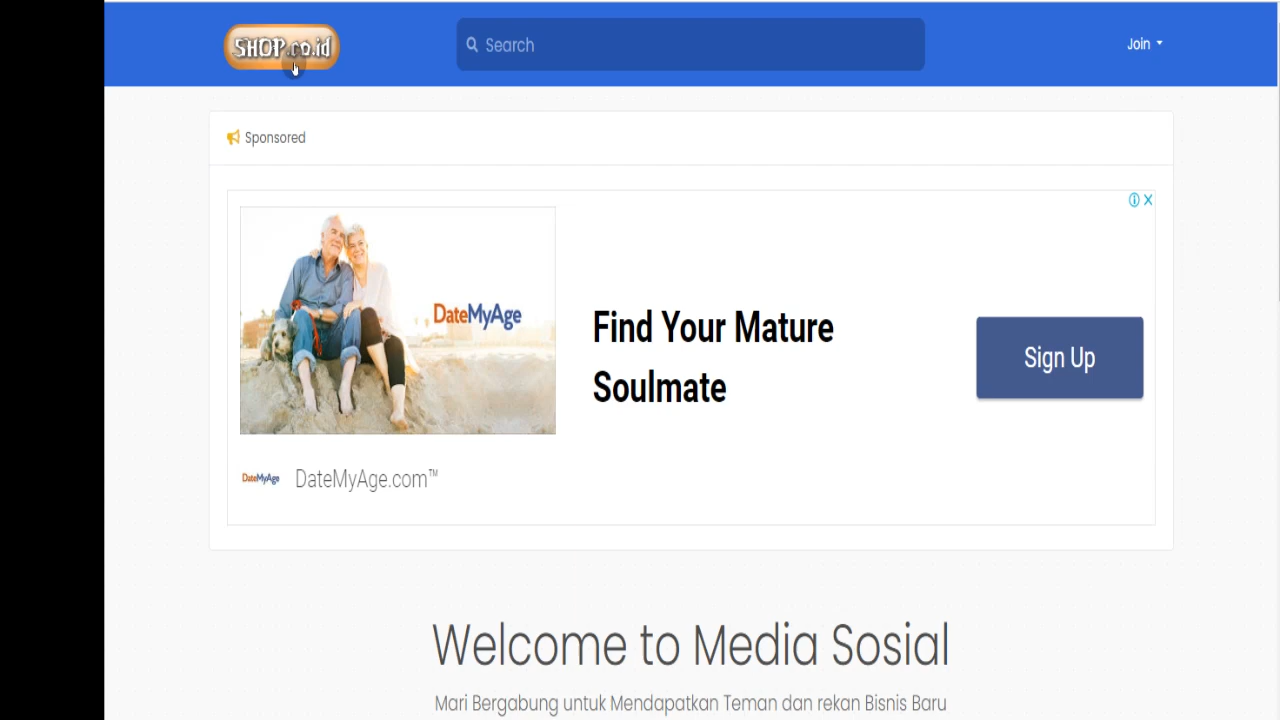 SHOP.co.id
Search
Join
Sponsored
DateMyAge
Find Your Mature
Soulmate
Sign Up
DateMyAge
DateMyAge.com™
Welcome to Media Sosial
Mari Bergabung untuk Mendapatkan Teman dan rekan Bisnis Baru